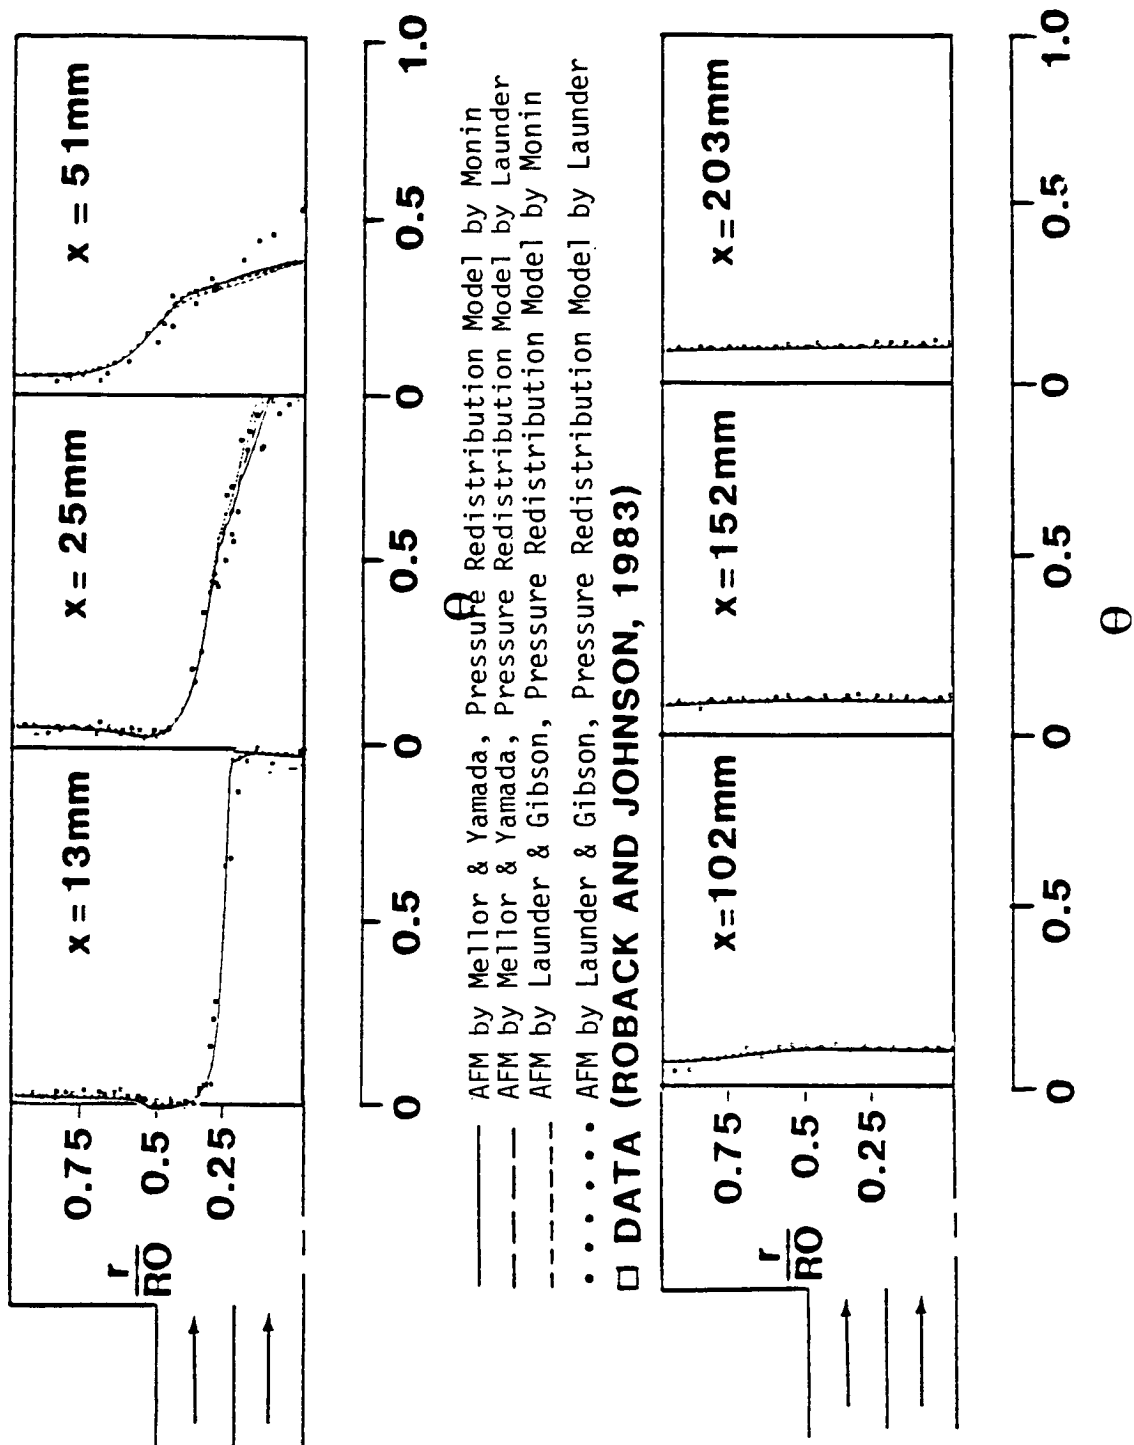 x = 13mm
x = 25mm
x = 51mm
r
RO
0.75
0.5
0.25
0
0.5
0
0.5
0
0.5
1.0
θ
AFM by Mellor & Yamada, Pressure Redistribution Model by Monin
AFM by Mellor & Yamada, Pressure Redistribution Model by Launder
AFM by Launder & Gibson, Pressure Redistribution Model by Monin
AFM by Launder & Gibson, Pressure Redistribution Model by Launder
□ DATA (ROBACK AND JOHNSON, 1983)
x=102mm
x=152mm
x=203mm
r
RO
0.75
0.5
0.25
0
0.5
0
0.5
0
0.5
1.0
θ